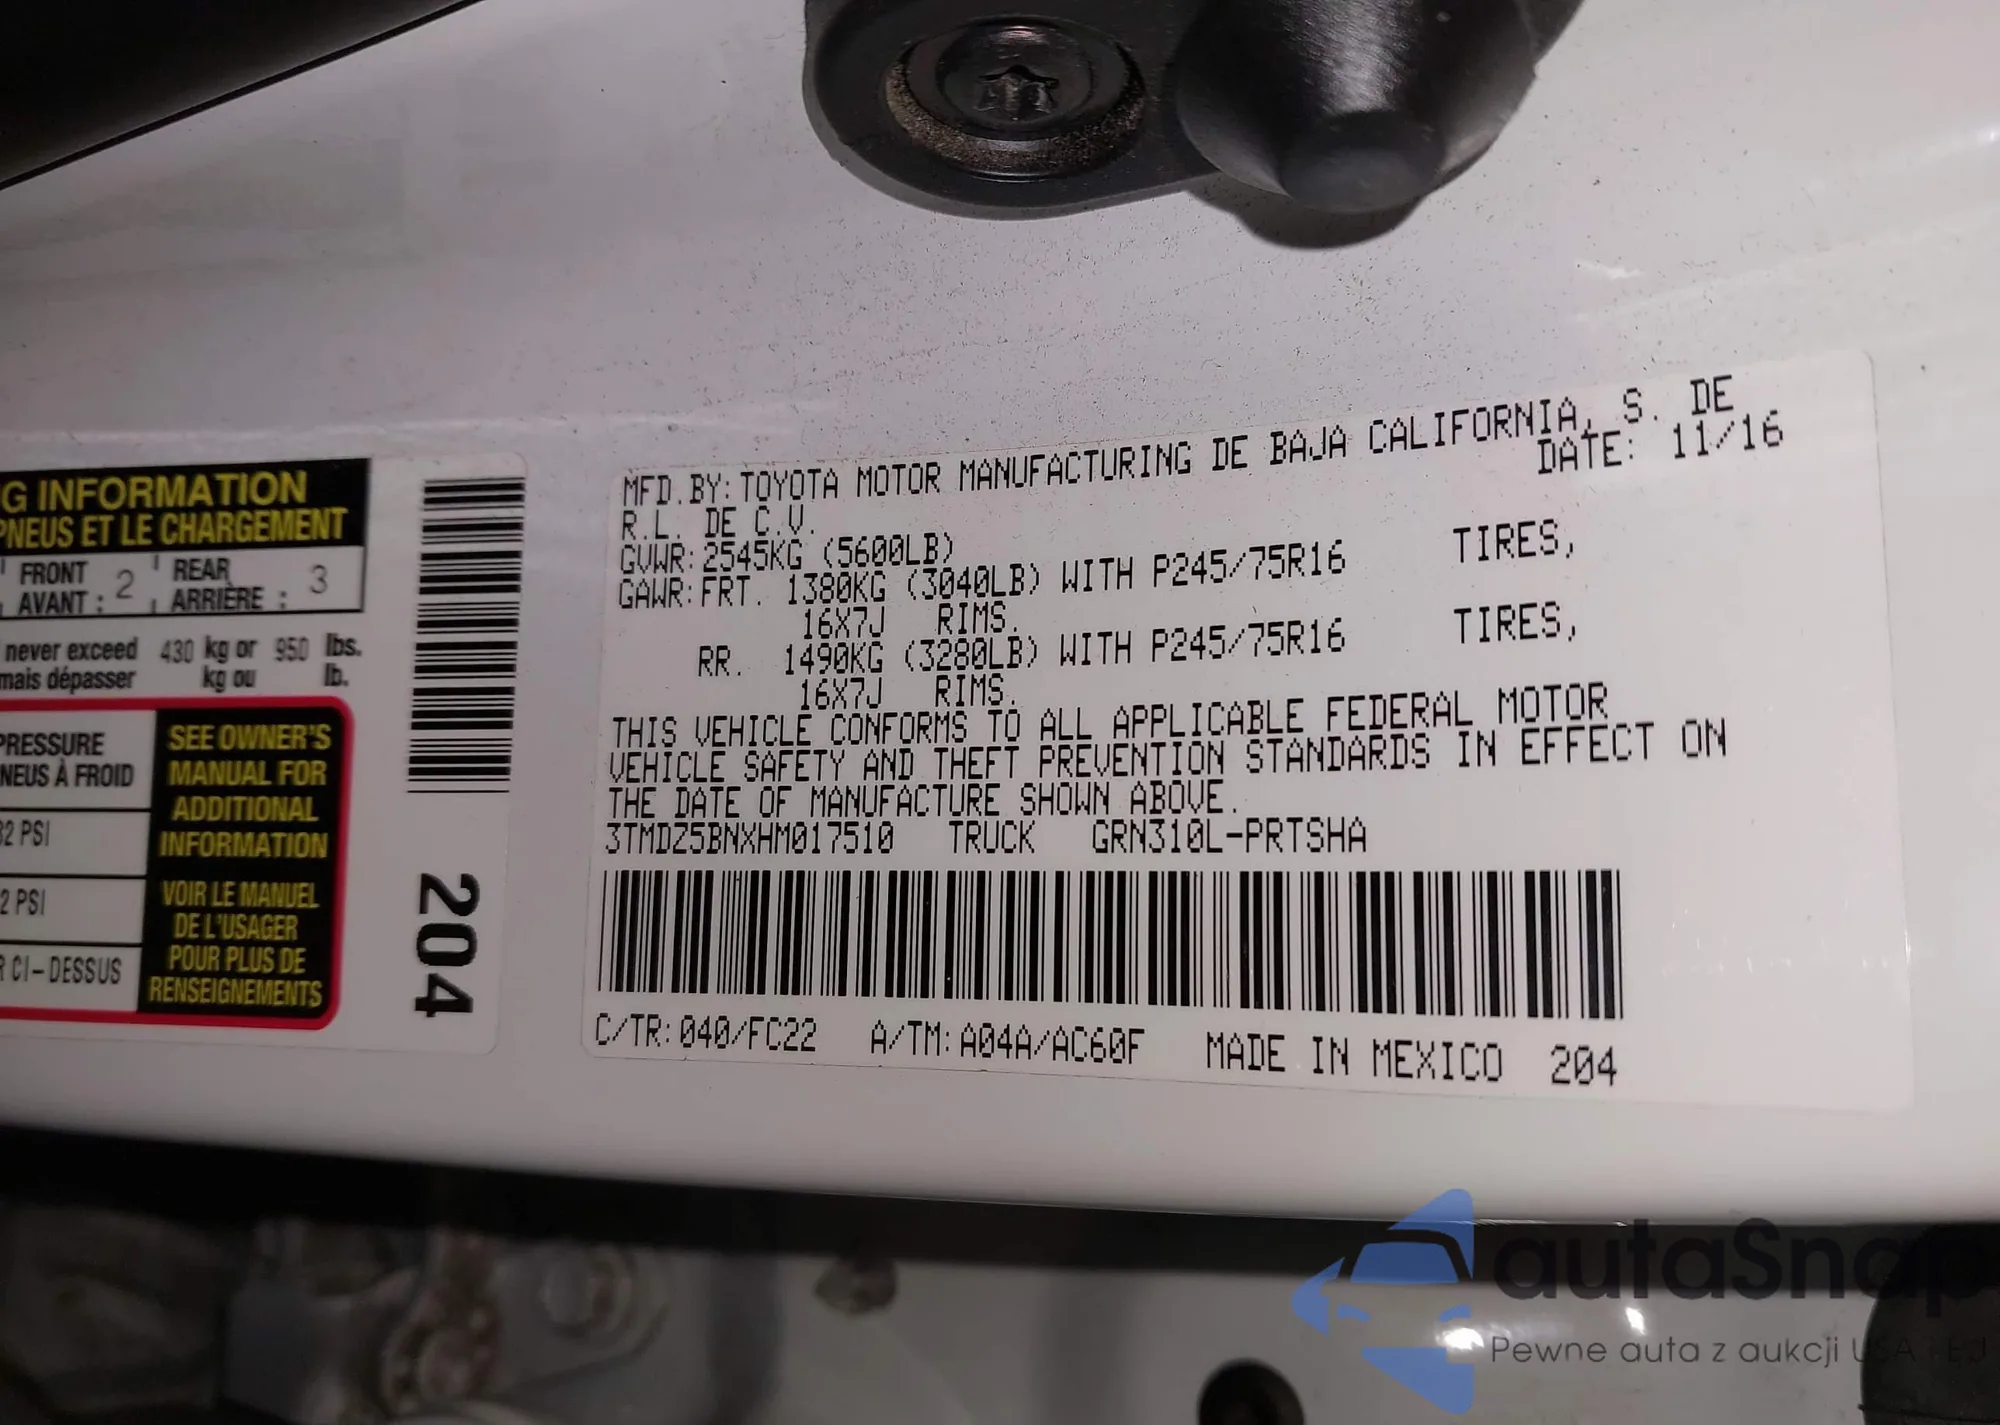 G INFORMATION
PNEUS ET LE CHARGEMENT
FRONT 2 REAR 3
AVANT : ARRIÈRE :
never exceed 430 kg or 950 lbs.
mais dépasser kg ou lb.
PRESSURE
NEUS À FROID
32 PSI
2 PSI
R CI-DESSUS
SEE OWNER'S
MANUAL FOR
ADDITIONAL
INFORMATION
VOIR LE MANUEL
DE L'USAGER
POUR PLUS DE
RENSEIGNEMENTS
204
MFD.BY: TOYOTA MOTOR MANUFACTURING DE BAJA CALIFORNIA, S. DE
R.L. DE C.V. DATE: 11/16
GVWR: 2545KG (5600LB)
GAWR: FRT. 1380KG (3040LB) WITH P245/75R16 TIRES,
16X7J RIMS.
RR. 1490KG (3280LB) WITH P245/75R16 TIRES,
16X7J RIMS.
THIS VEHICLE CONFORMS TO ALL APPLICABLE FEDERAL MOTOR
VEHICLE SAFETY AND THEFT PREVENTION STANDARDS IN EFFECT ON
THE DATE OF MANUFACTURE SHOWN ABOVE.
3TMDZ5BNXHM017510 TRUCK GRN310L-PRTSHA
C/TR: 040/FC22 A/TM: A04A/AC60F MADE IN MEXICO 204
autaSnap
Pewne auta z aukcji USA i EU